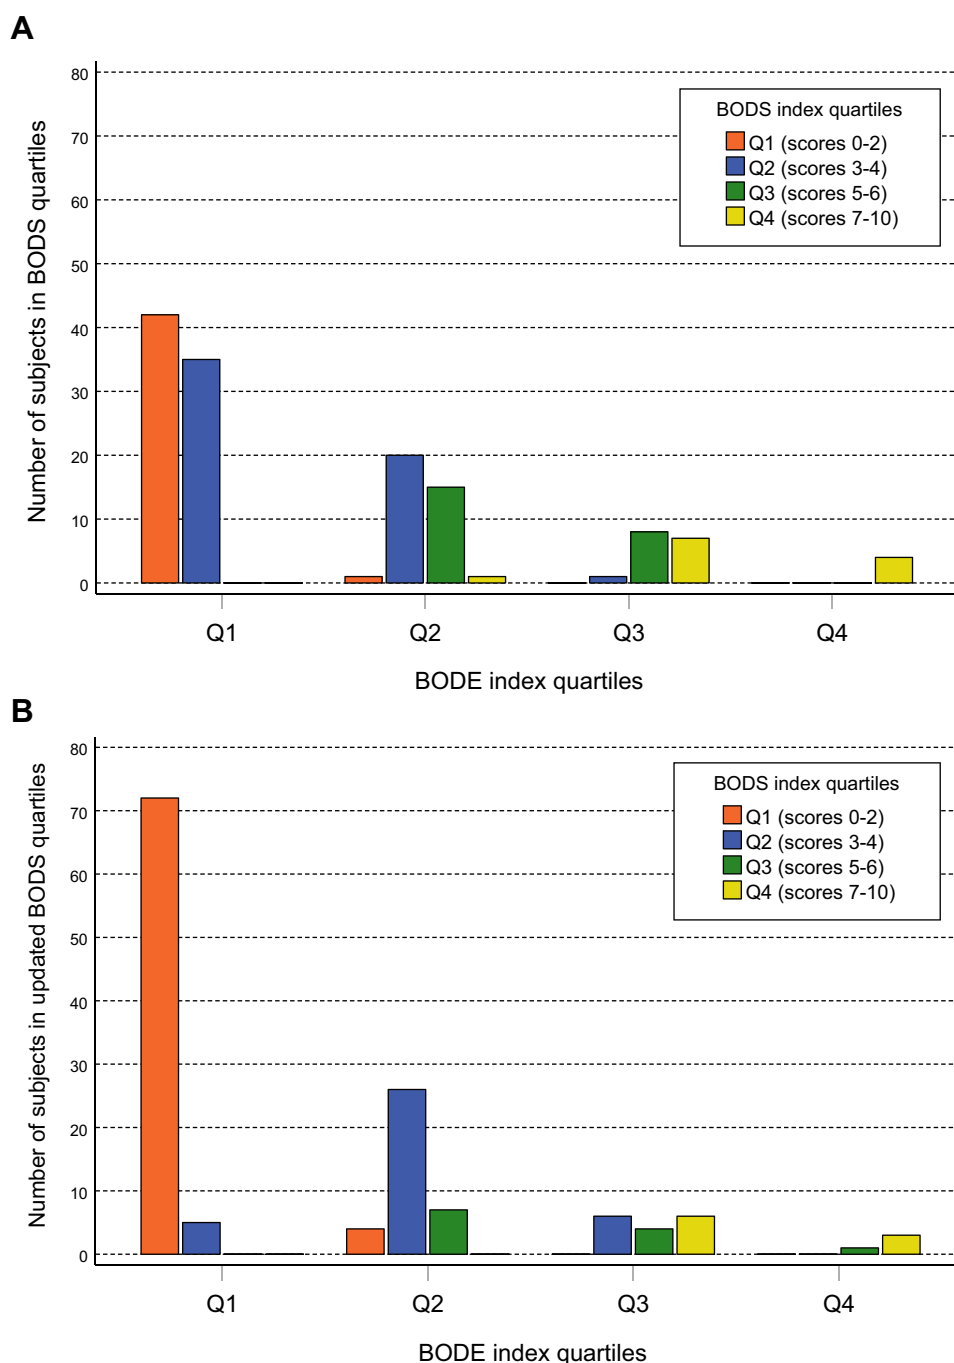 A
Number of subjects in BODS quartiles
80
70
60
50
40
30
20
10
0
BODS index quartiles
Q1 (scores 0-2)
Q2 (scores 3-4)
Q3 (scores 5-6)
Q4 (scores 7-10)
Q1
Q2
Q3
Q4
BODE index quartiles
B
Number of subjects in updated BODS quartiles
80
70
60
50
40
30
20
10
0
BODS index quartiles
Q1 (scores 0-2)
Q2 (scores 3-4)
Q3 (scores 5-6)
Q4 (scores 7-10)
Q1
Q2
Q3
Q4
BODE index quartiles